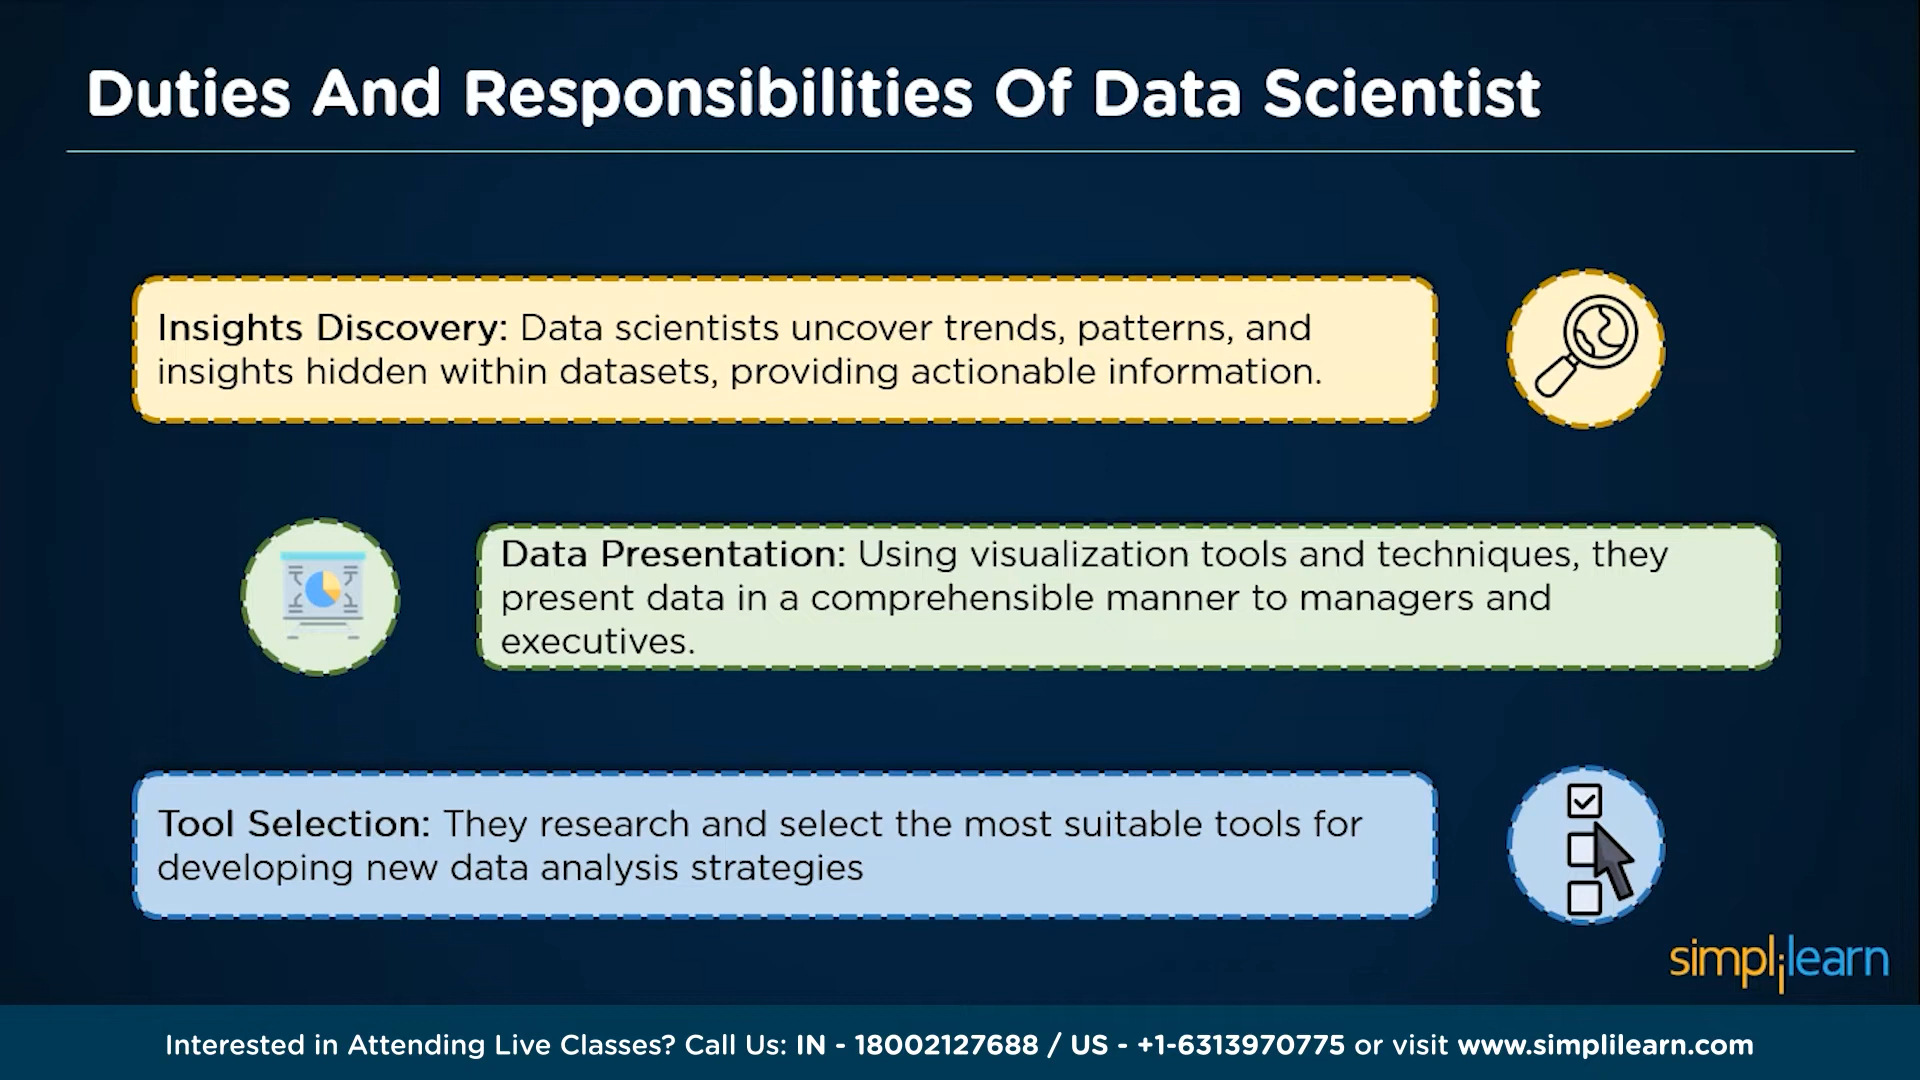 Duties And Responsibilities Of Data Scientist
Insights Discovery: Data scientists uncover trends, patterns, and
insights hidden within datasets, providing actionable information.
Data Presentation: Using visualization tools and techniques, they
present data in a comprehensible manner to managers and
executives.
Tool Selection: They research and select the most suitable tools for
developing new data analysis strategies
simplilearn
Interested in Attending Live Classes? Call Us: IN - 18002127688 / US - +1-6313970775 or visit www.simplilearn.com